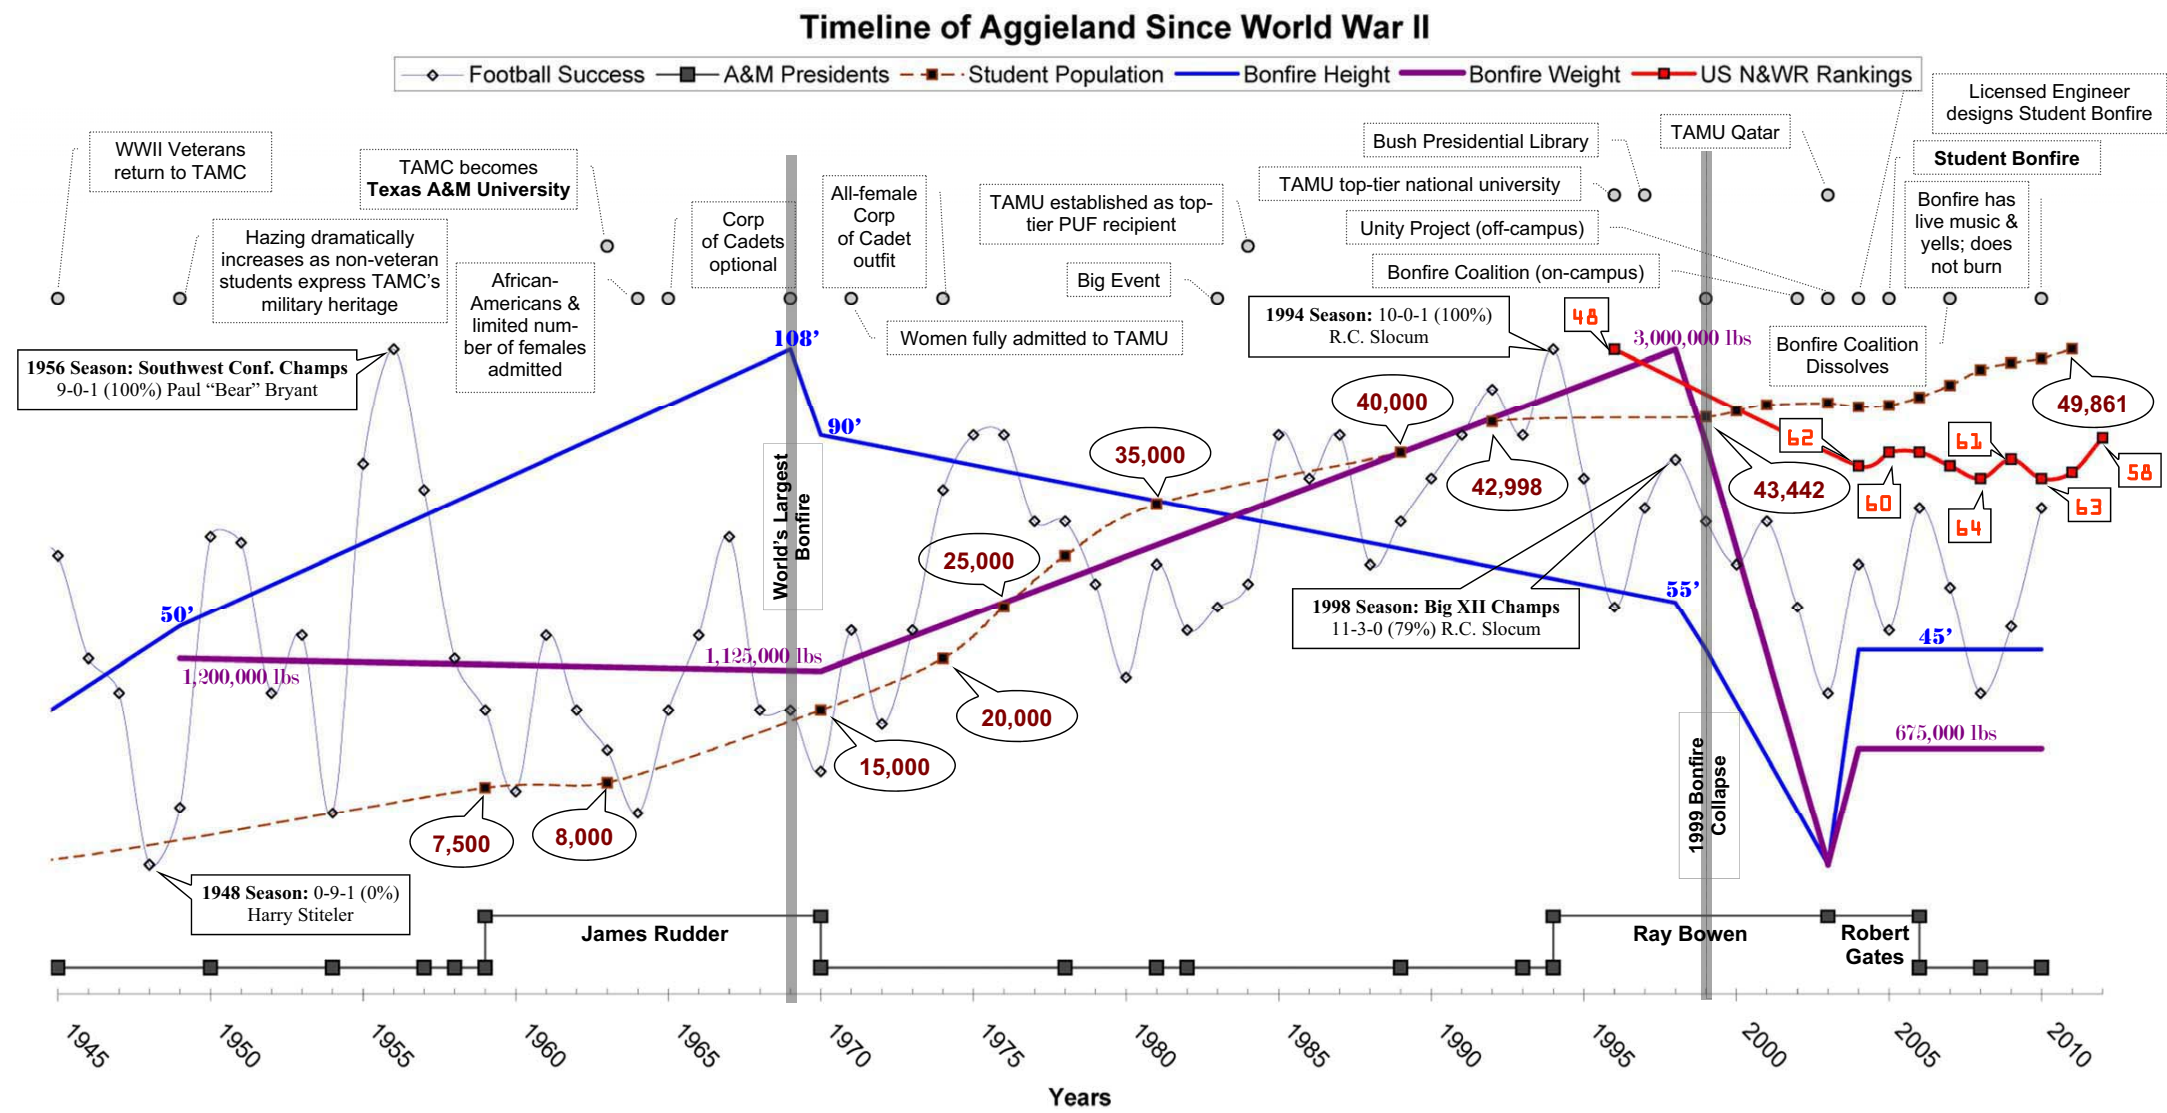 Timeline of Aggieland Since World War II
Football Success A&M Presidents Student Population Bonfire Height Bonfire Weight US N&WR Rankings
WWII Veterans
return to TAMC
Hazing dramatically
increases as non-veteran
students express TAMC's
military heritage
TAMC becomes
Texas A&M University
African-
Americans &
limited num-
ber of females
admitted
Corp
of Cadets
optional
All-female
Corp
of Cadet
outfit
Women fully admitted to TAMU
TAMU established as top-
tier PUF recipient
Big Event
Bush Presidential Library
TAMU top-tier national university
Unity Project (off-campus)
Bonfire Coalition (on-campus)
TAMU Qatar
Licensed Engineer
designs Student Bonfire
Student Bonfire
Bonfire has
live music &
yells; does
not burn
Bonfire Coalition
Dissolves
1956 Season: Southwest Conf. Champs
9-0-1 (100%) Paul “Bear” Bryant
1994 Season: 10-0-1 (100%)
R.C. Slocum
1998 Season: Big XII Champs
11-3-0 (79%) R.C. Slocum
1948 Season: 0-9-1 (0%)
Harry Stiteler
50’
108’
90’
55’
45’
1,200,000 lbs
1,125,000 lbs
3,000,000 lbs
675,000 lbs
7,500
8,000
15,000
20,000
25,000
35,000
40,000
42,998
43,442
49,861
48
62
60
64
61
63
58
World's Largest
Bonfire
1999 Bonfire
Collapse
James Rudder
Ray Bowen
Robert
Gates
1945 1950 1955 1960 1965 1970 1975 1980 1985 1990 1995 2000 2005 2010
Years